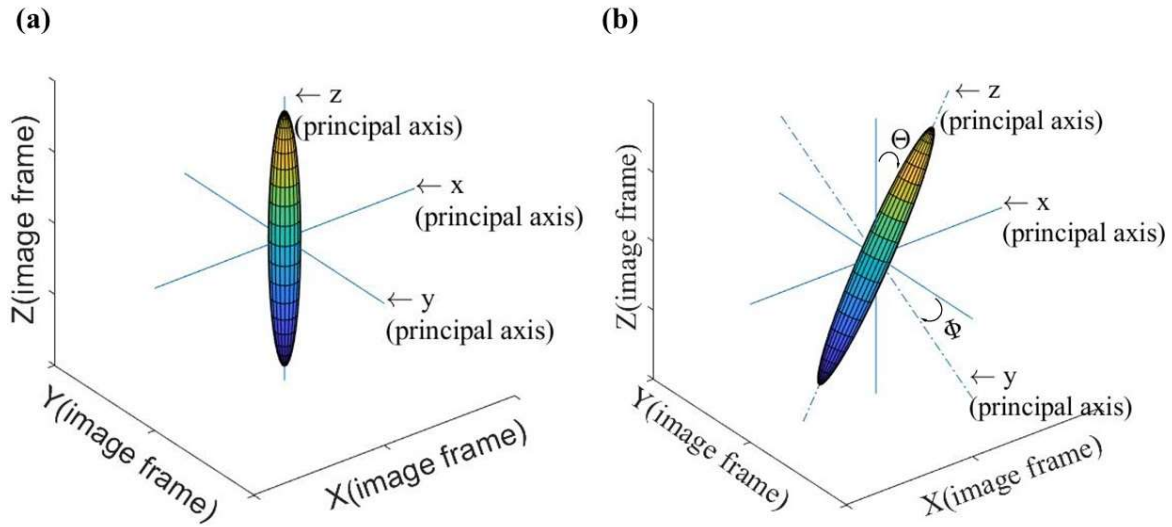 (a)
← z
(principal axis)
← x
(principal axis)
← y
(principal axis)
Z(image frame)
Y(image frame)
X(image frame)
(b)
← z
(principal axis)
Θ
← x
(principal axis)
Φ
← y
(principal axis)
Z(image frame)
Y(image frame)
X(image frame)